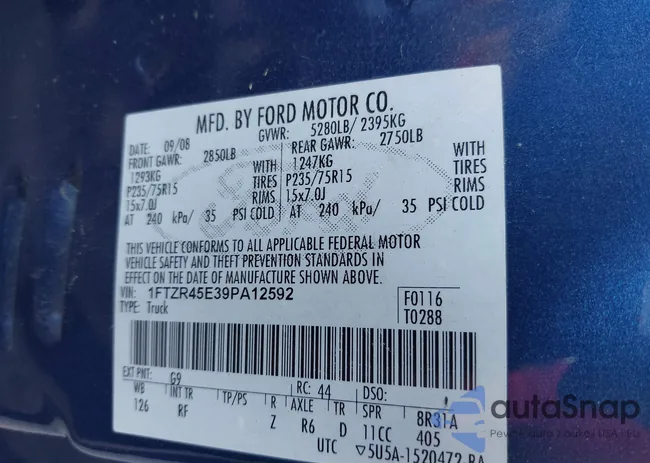 MFD. BY FORD MOTOR CO.
DATE: 09/08 GVWR: 5280LB/ 2395KG
FRONT GAWR: 2850LB REAR GAWR: 2750LB
1293KG WITH 1247KG WITH
P235/75R15 TIRES P235/75R15 TIRES
15x7.0J RIMS 15x7.0J RIMS
AT 240 kPa/ 35 PSI COLD AT 240 kPa/ 35 PSI COLD
THIS VEHICLE CONFORMS TO ALL APPLICABLE FEDERAL MOTOR
VEHICLE SAFETY AND THEFT PREVENTION STANDARDS IN
EFFECT ON THE DATE OF MANUFACTURE SHOWN ABOVE.
VIN: 1FTZR45E39PA12592 F0116
TYPE: Truck T0288
EXT PNT: G9 RC: 44 DSO:
WB INT TR TP/PS R AXLE TR SPR 8R31A
126 RF Z R6 D 11CC 405
UTC ▽5U5A-1520472-BA
autoSnap